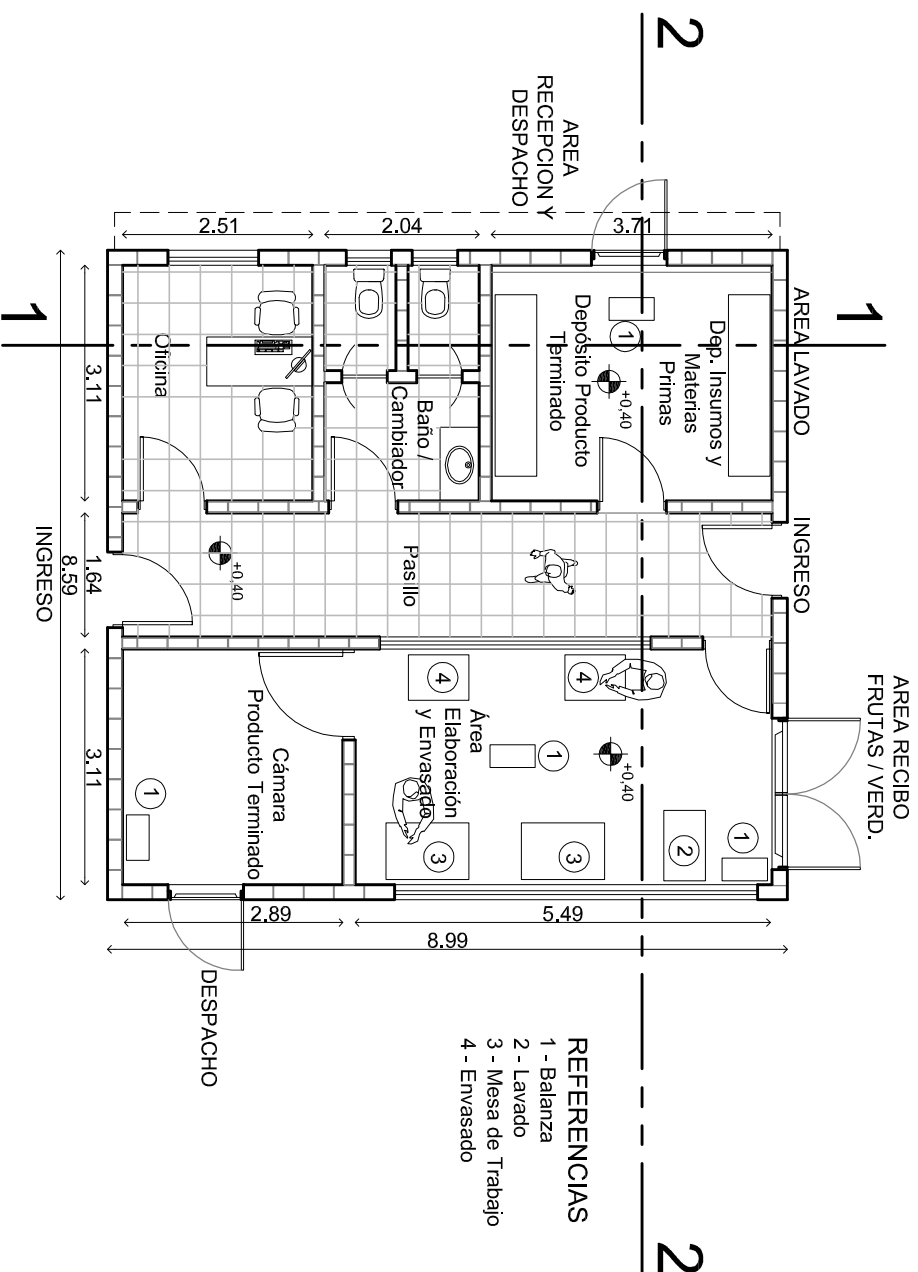 2
2
1
1
AREA
RECEPCION Y
DESPACHO
AREA LAVADO
INGRESO
AREA RECIBO
FRUTAS / VERD.
2.51
2.04
3.71
Dep. Insumos y
Materias
Primas
Depósito Producto
Terminado
1
+0,40
Baño /
Cambiador
Oficina
3.11
1.64
3.11
8.59
INGRESO
Pasillo
+0,40
4
4
Área
Elaboración
y Envasado
1
+0,40
3
3
2
1
Cámara
Producto Terminado
1
2.89
5.49
8.99
DESPACHO
REFERENCIAS
1 - Balanza
2 - Lavado
3 - Mesa de Trabajo
4 - Envasado